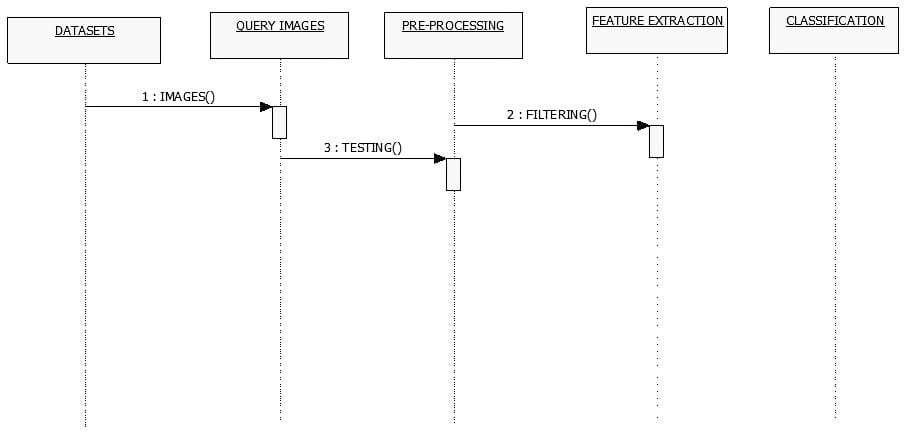 DATASETS
QUERY IMAGES
PRE-PROCESSING
FEATURE EXTRACTION
CLASSIFICATION
1 : IMAGES()
2 : FILTERING()
3 : TESTING()